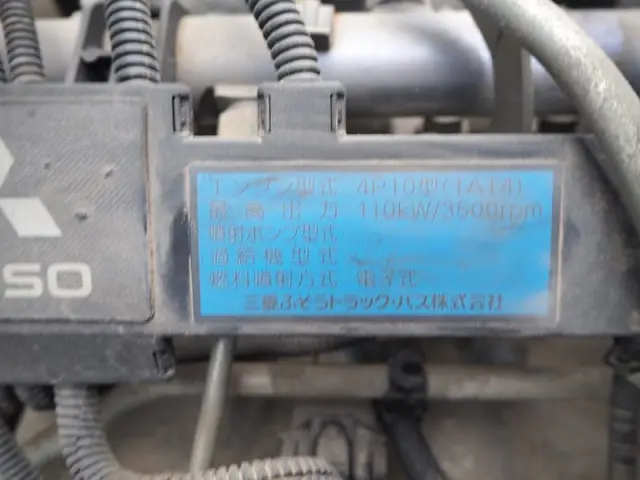 エンジン型式 4P10型(TA14)
最高出力 110kW/3500rpm
噴射ポンプ型式
過給機型式
燃料噴射方式 電子式
三菱ふそうトラック・バス株式会社
SO